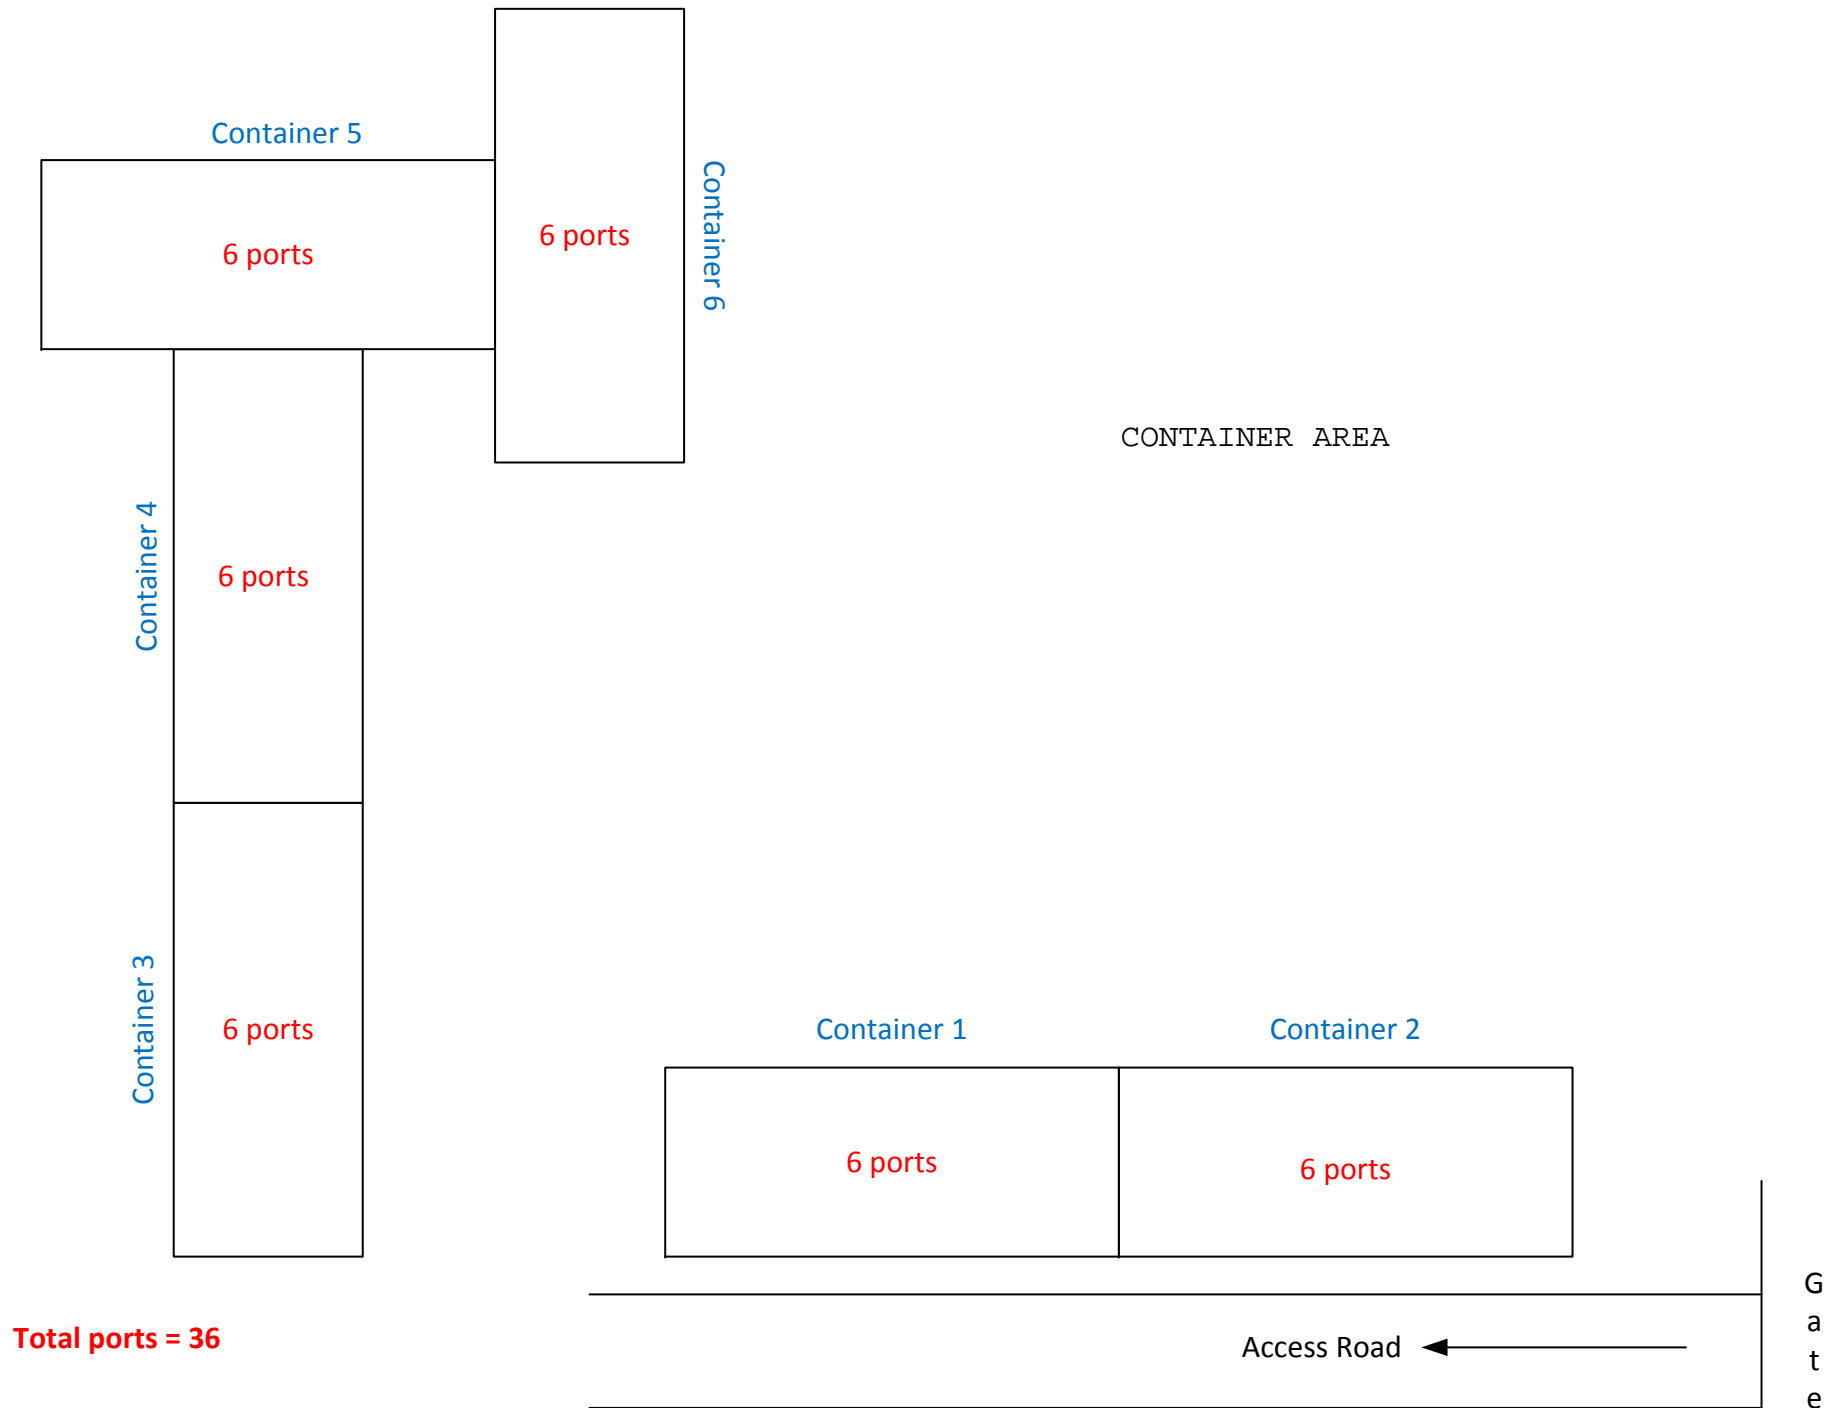 Container 5
6 ports
6 ports
Container 6
CONTAINER AREA
Container 4
6 ports
Container 3
6 ports
Container 1
Container 2
6 ports
6 ports
Total ports = 36
Access Road
Gate